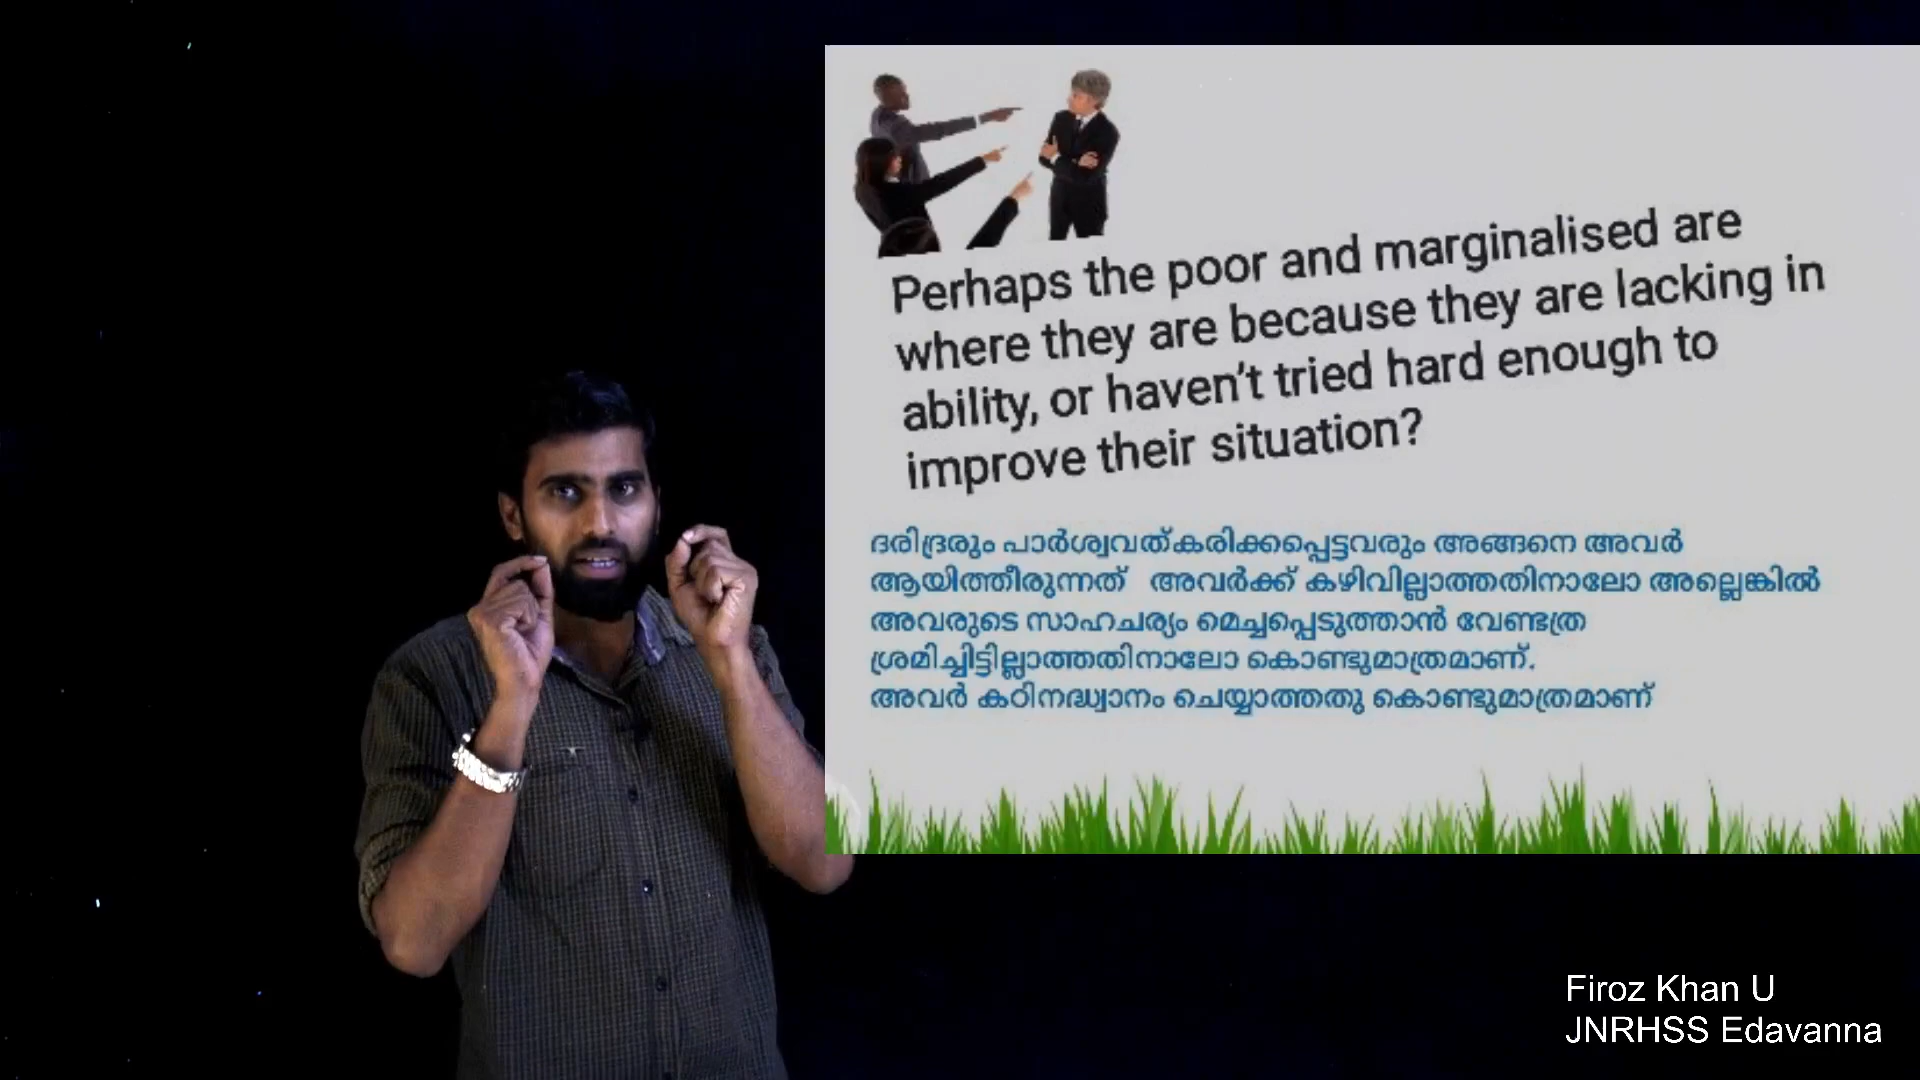 Perhaps the poor and marginalised are
where they are because they are lacking in
ability, or haven't tried hard enough to
improve their situation?
ദരിദ്രരും പാർശ്വവത്കരിക്കപ്പെട്ടവരും അങ്ങനെ അവർ
ആയിത്തീരുന്നത് അവർക്ക് കഴിവില്ലാത്തതിനാലോ അല്ലെങ്കിൽ
അവരുടെ സാഹചര്യം മെച്ചപ്പെടുത്താൻ വേണ്ടത്ര
ശ്രമിച്ചിട്ടില്ലാത്തതിനാലോ കൊണ്ടുമാത്രമാണ്.
അവർ കഠിനദ്ധ്വാനം ചെയ്യാത്തതു കൊണ്ടുമാത്രമാണ്
Firoz Khan U
JNRHSS Edavanna